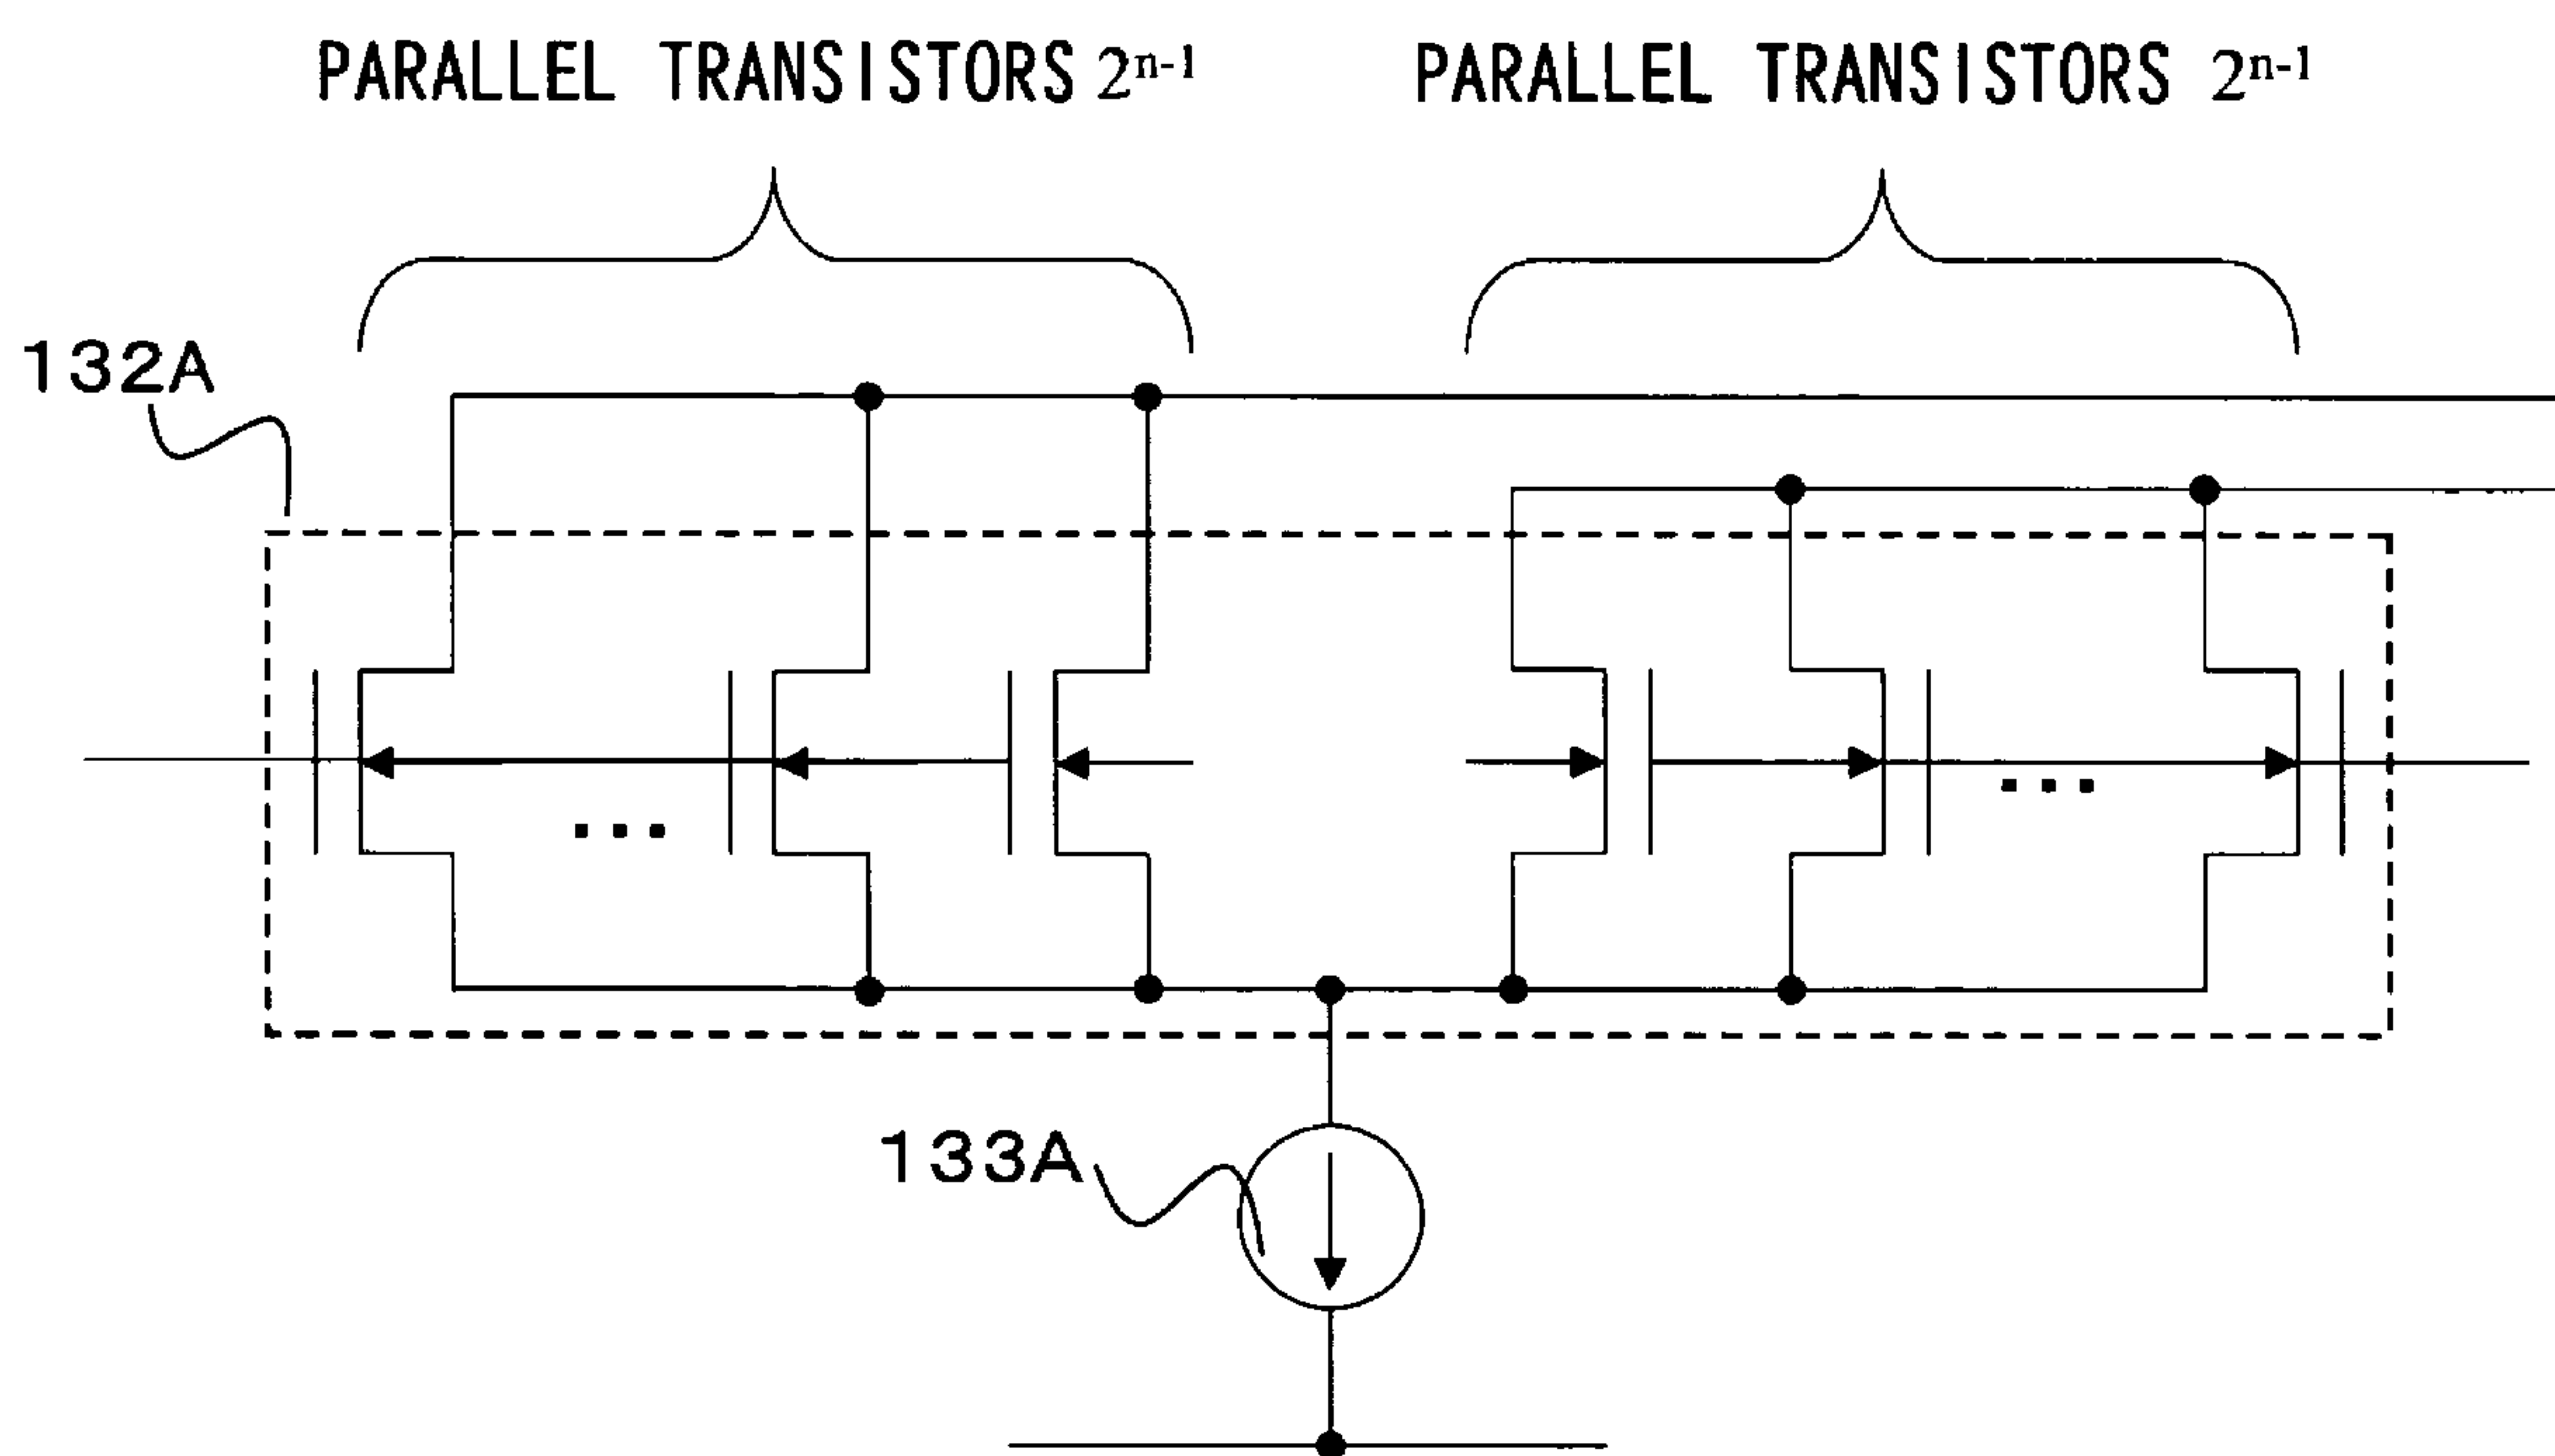 PARALLEL TRANSISTORS 2ⁿ⁻¹ PARALLEL TRANSISTORS 2ⁿ⁻¹
132A
...
...
133A